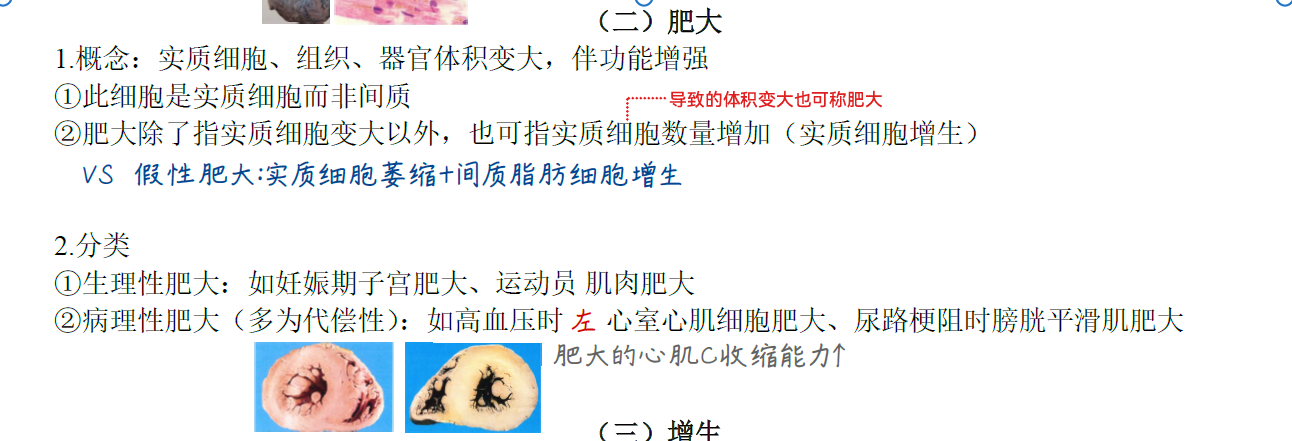 （二）肥大
1.概念：实质细胞、组织、器官体积变大，伴功能增强
①此细胞是实质细胞而非间质
导致的体积变大也可称肥大
②肥大除了指实质细胞变大以外，也可指实质细胞数量增加（实质细胞增生）
VS 假性肥大:实质细胞萎缩+间质脂肪细胞增生
2.分类
①生理性肥大：如妊娠期子宫肥大、运动员 肌肉肥大
②病理性肥大（多为代偿性）：如高血压时 左 心室心肌细胞肥大、尿路梗阻时膀胱平滑肌肥大
肥大的心肌C收缩能力↑
（三）增生